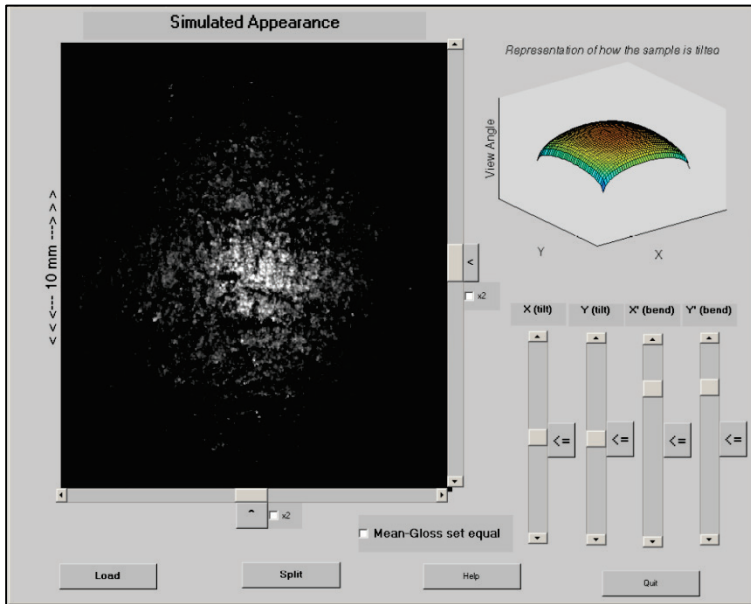 Simulated Appearance
Representation of how the sample is tilted
View Angle
Y
X
< < <--- 10 mm ---> > >
<
x2
X (tilt)
Y (tilt)
X' (bend)
Y' (bend)
<=
<=
<=
<=
^
x2
Mean-Gloss set equal
Load
Split
Help
Quit